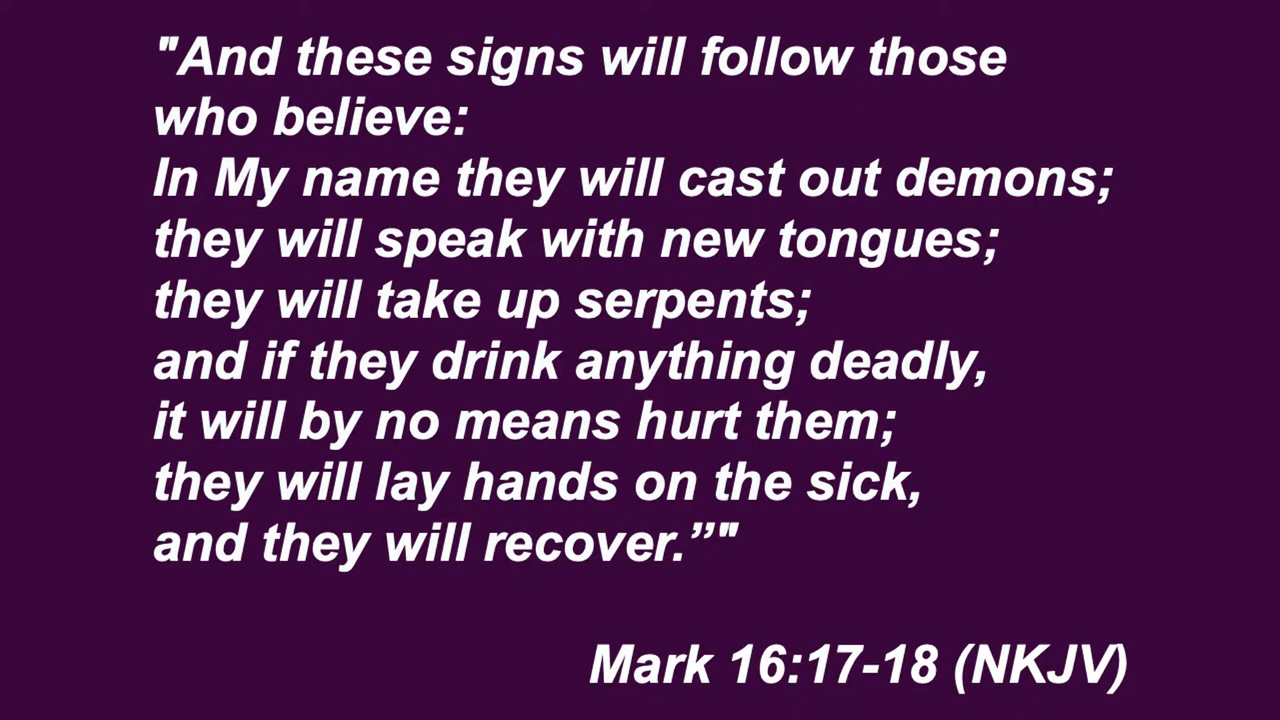 "And these signs will follow those
who believe:
In My name they will cast out demons;
they will speak with new tongues;
they will take up serpents;
and if they drink anything deadly,
it will by no means hurt them;
they will lay hands on the sick,
and they will recover.”"
Mark 16:17-18 (NKJV)